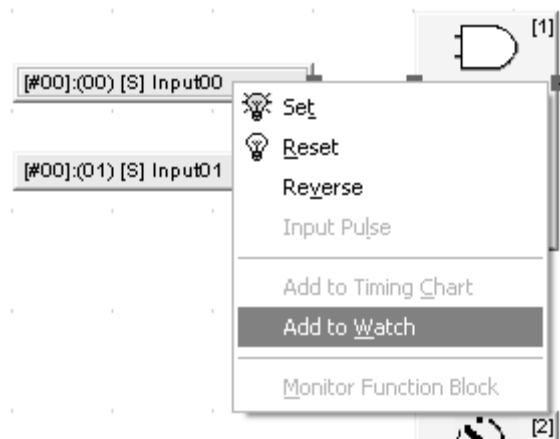 [1]
[#00]:(00) [S] Input00
Set
Reset
[#00]:(01) [S] Input01
Reverse
Input Pulse
Add to Timing Chart
Add to Watch
Monitor Function Block
[2]